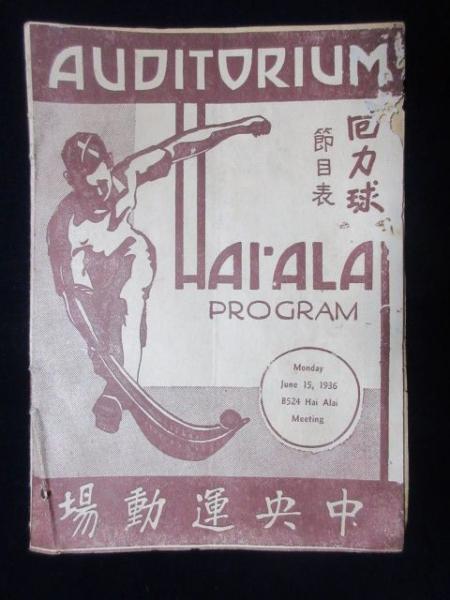 AUDITORIUM
回力球
節目表
HAI-ALAI
PROGRAM
Monday
June 15, 1936
B524 Hai Alai
Meeting
中央運動場